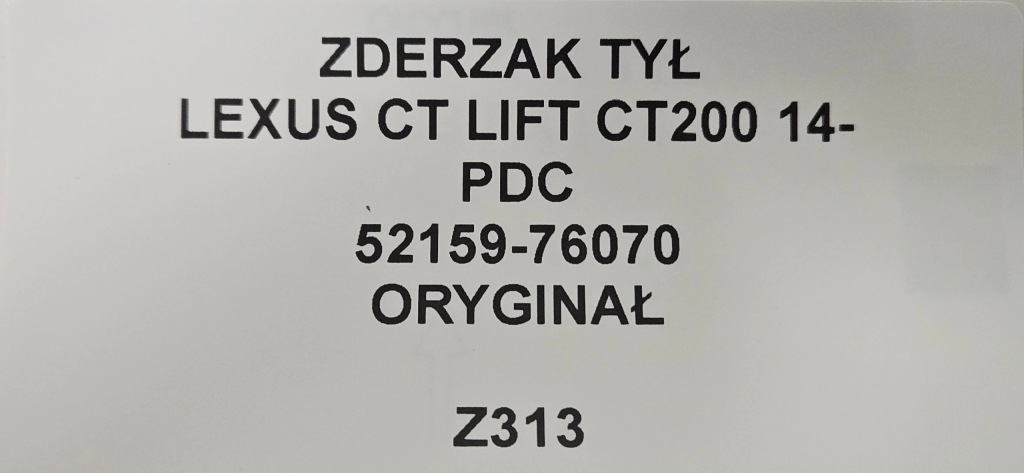 ZDERZAK TYŁ
LEXUS CT LIFT CT200 14-
PDC
52159-76070
ORYGINAŁ
Z313